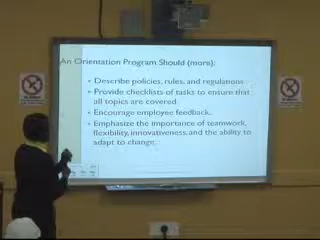 An Orientation Program Should (more):
• Describe policies, rules, and regulations
• Provide checklists of tasks to ensure that
all topics are covered
• Encourage employee feedback.
• Emphasize the importance of teamwork,
flexibility, innovativeness, and the ability to
adapt to change.